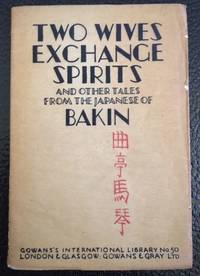 TWO WIVES
EXCHANGE
SPIRITS
AND OTHER TALES
FROM THE JAPANESE OF
BAKIN
曲亭馬琴
GOWANS'S INTERNATIONAL LIBRARY No. 50
LONDON & GLASGOW: GOWANS & GRAY LTD